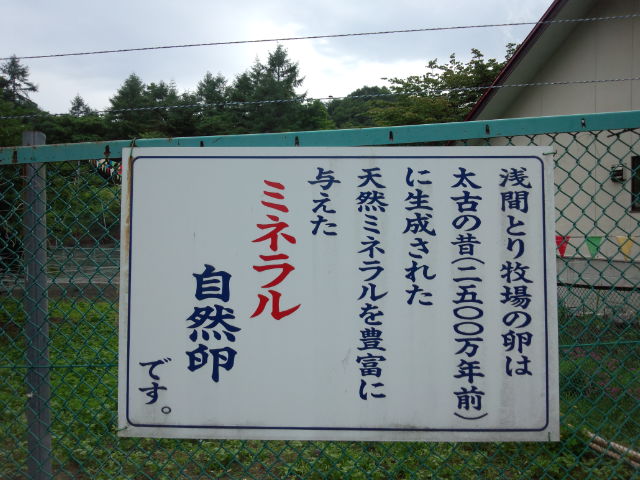 浅間とり牧場の卵は
太古の昔(二五〇〇万年前)
に生成された
天然ミネラルを豊富に
与えた
ミネラル
自然卵
です。